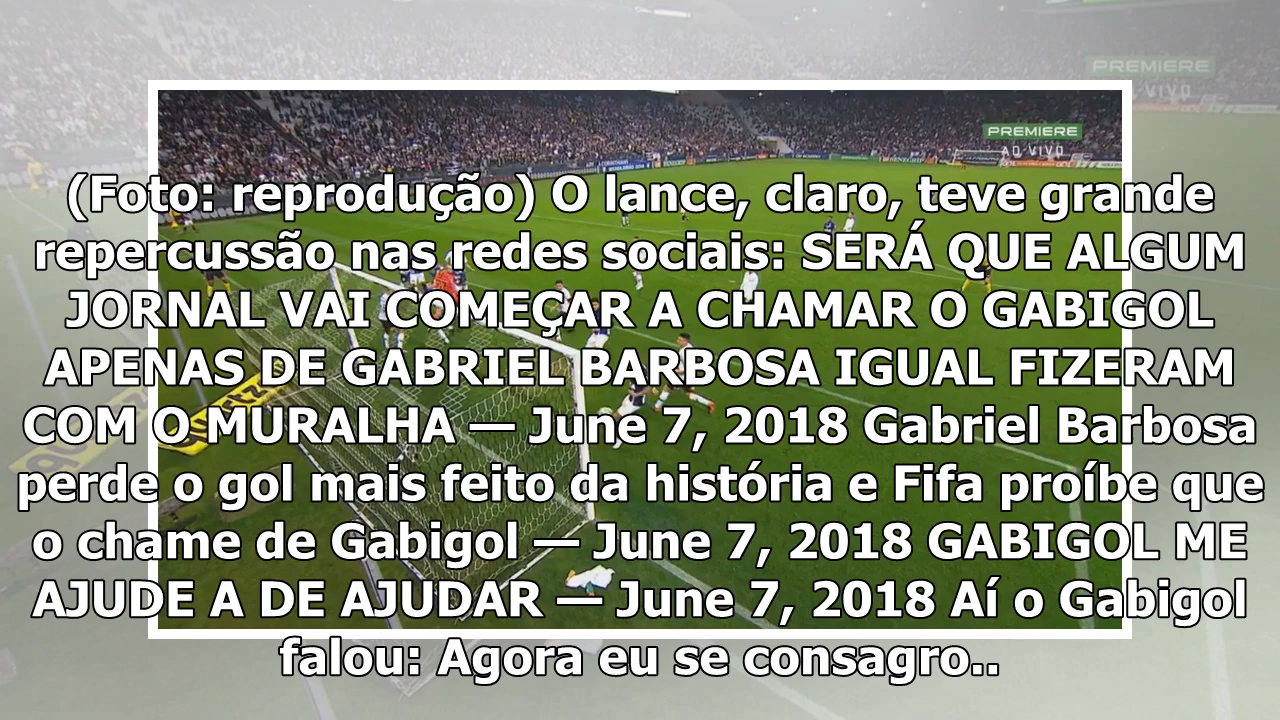 PREMIERE
AO VIVO
PREMIERE
AO VIVO
(Foto: reprodução) O lance, claro, teve grande
repercussão nas redes sociais: SERÁ QUE ALGUM
JORNAL VAI COMEÇAR A CHAMAR O GABIGOL
APENAS DE GABRIEL BARBOSA IGUAL FIZERAM
COM O MURALHA — June 7, 2018 Gabriel Barbosa
perde o gol mais feito da história e Fifa proíbe que
o chame de Gabigol — June 7, 2018 GABIGOL ME
AJUDE A DE AJUDAR — June 7, 2018 Aí o Gabigol
falou: Agora eu se consagro..